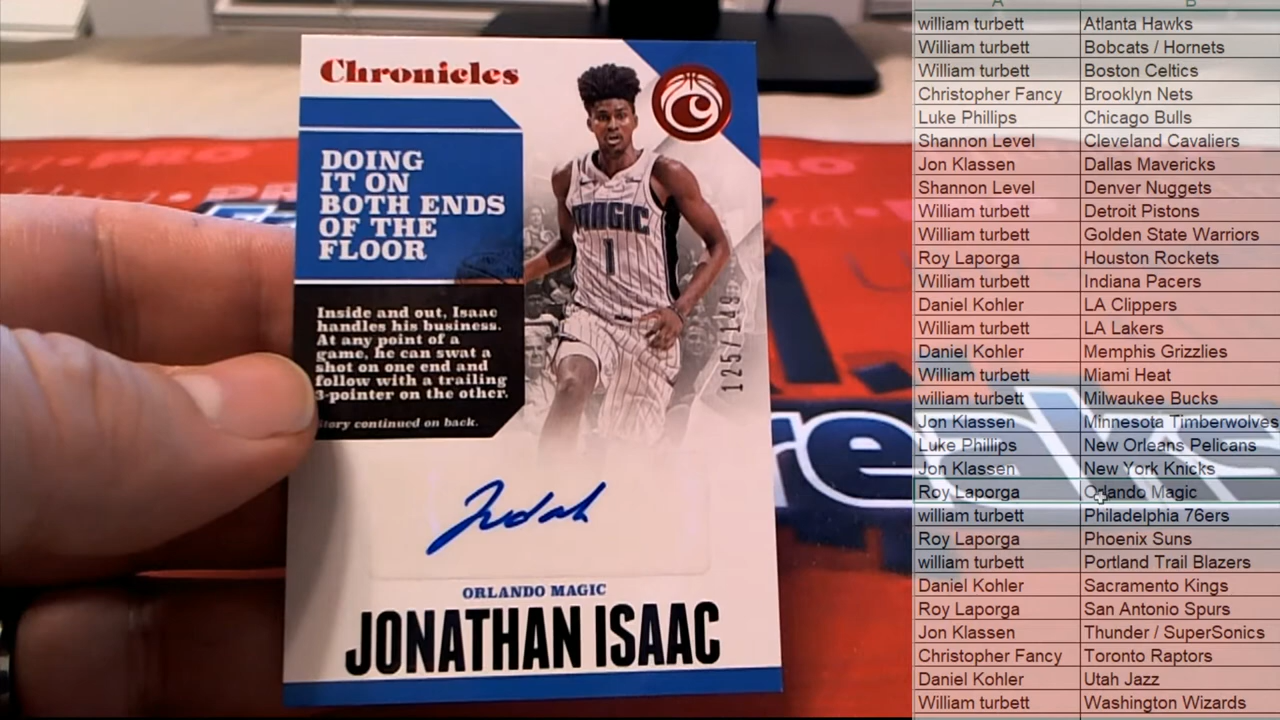 Chronicles
DOING
IT ON
BOTH ENDS
OF THE
FLOOR
Inside and out, Isaac
handles his business.
At any point of a
game, he can swat a
shot on one end and
follow with a trailing
3-pointer on the other.
Story continued on back.
MAGIC
1
125/149
Judah
ORLANDO MAGIC
JONATHAN ISAAC
PRO
A B
william turbett Atlanta Hawks
William turbett Bobcats / Hornets
William turbett Boston Celtics
Christopher Fancy Brooklyn Nets
Luke Phillips Chicago Bulls
Shannon Level Cleveland Cavaliers
Jon Klassen Dallas Mavericks
Shannon Level Denver Nuggets
William turbett Detroit Pistons
William turbett Golden State Warriors
Roy Laporga Houston Rockets
William turbett Indiana Pacers
Daniel Kohler LA Clippers
William turbett LA Lakers
Daniel Kohler Memphis Grizzlies
William turbett Miami Heat
william turbett Milwaukee Bucks
Jon Klassen Minnesota Timberwolves
Luke Phillips New Orleans Pelicans
Jon Klassen New York Knicks
Roy Laporga Orlando Magic
william turbett Philadelphia 76ers
Roy Laporga Phoenix Suns
william turbett Portland Trail Blazers
Daniel Kohler Sacramento Kings
Roy Laporga San Antonio Spurs
Jon Klassen Thunder / SuperSonics
Christopher Fancy Toronto Raptors
Daniel Kohler Utah Jazz
William turbett Washington Wizards